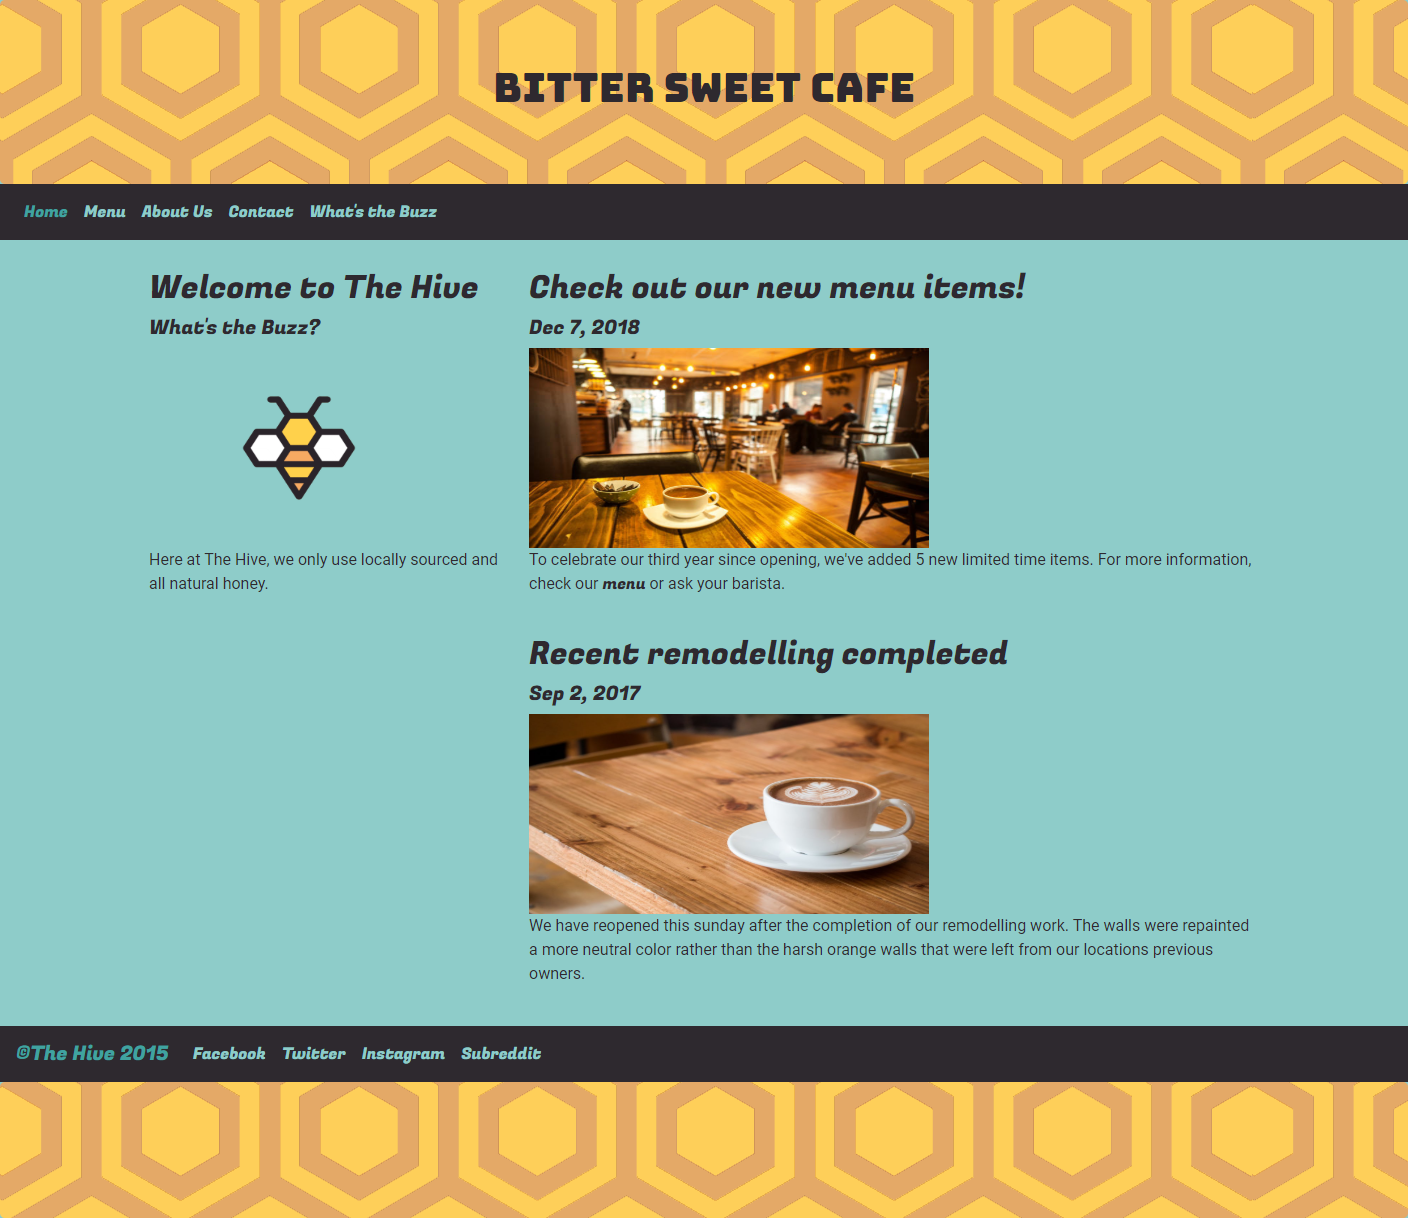 BITTER SWEET CAFE
Home Menu About Us Contact What's the Buzz
Welcome to The Hive
What's the Buzz?
Here at The Hive, we only use locally sourced and
all natural honey.
Check out our new menu items!
Dec 7, 2018
To celebrate our third year since opening, we've added 5 new limited time items. For more information,
check our menu or ask your barista.
Recent remodelling completed
Sep 2, 2017
We have reopened this sunday after the completion of our remodelling work. The walls were repainted
a more neutral color rather than the harsh orange walls that were left from our locations previous
owners.
©The Hive 2015 Facebook Twitter Instagram Subreddit